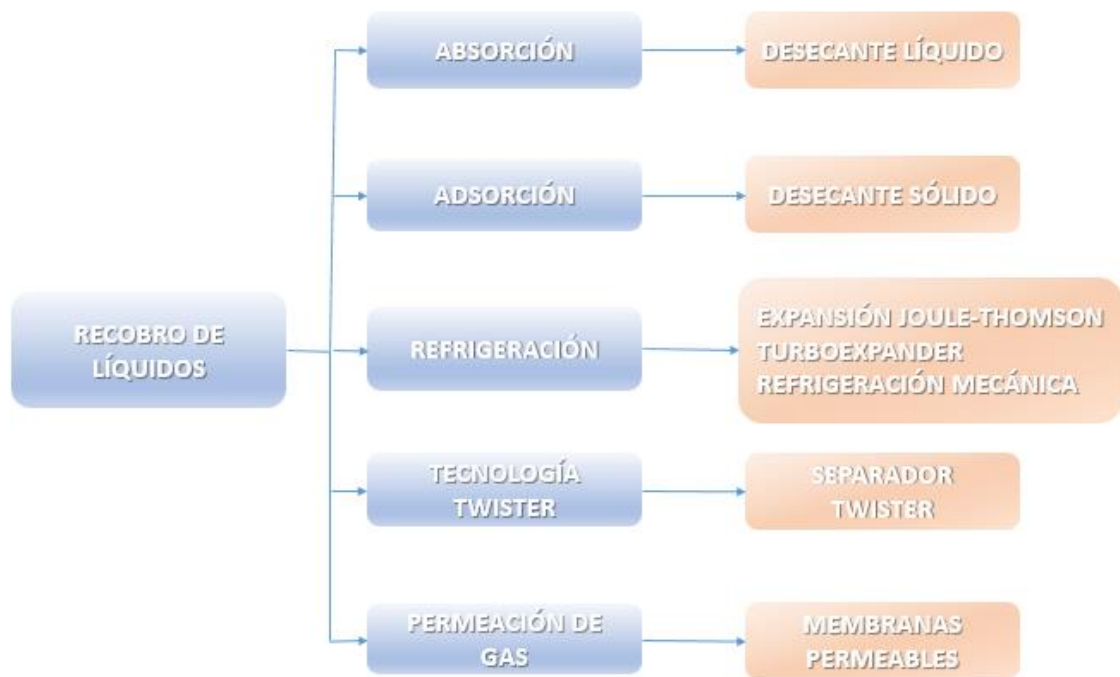 ABSORCIÓN
DESECANTE LÍQUIDO
ADSORCIÓN
DESECANTE SÓLIDO
RECOBRO DE
LÍQUIDOS
REFRIGERACIÓN
EXPANSIÓN JOULE-THOMSON
TURBOEXPANDER
REFRIGERACIÓN MECÁNICA
TECNOLOGÍA
TWISTER
SEPARADOR
TWISTER
PERMEACIÓN DE
GAS
MEMBRANAS
PERMEABLES